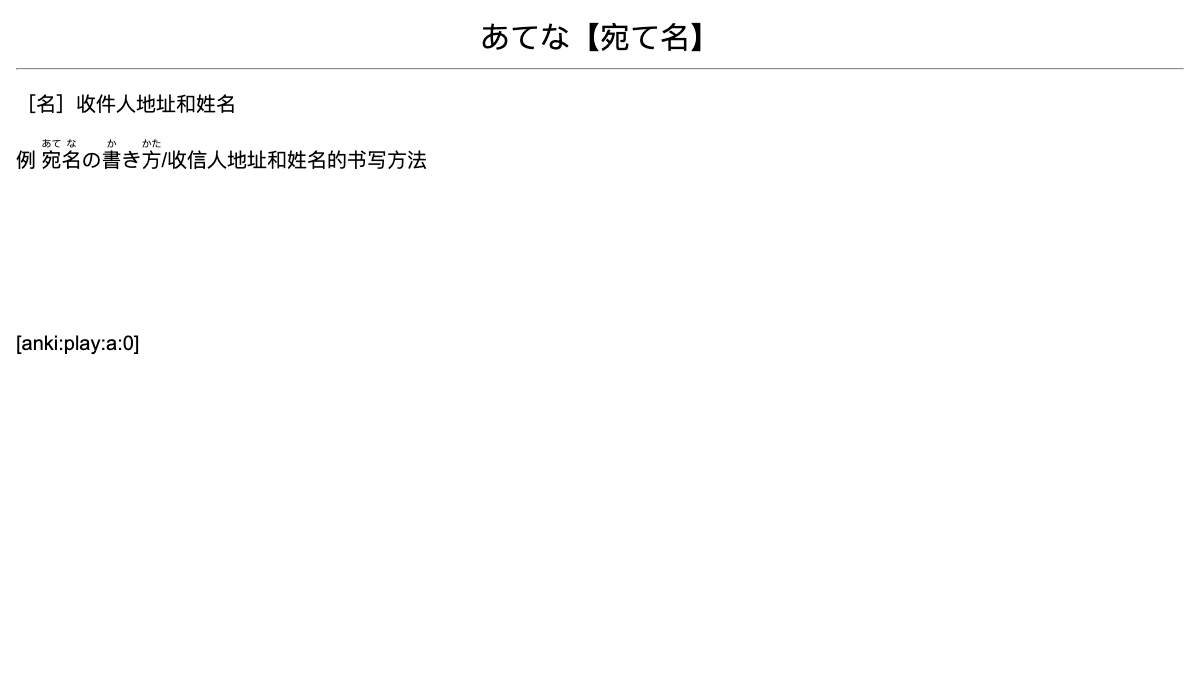 あてな【宛て名】
［名］收件人地址和姓名
例 宛名の書き方/收信人地址和姓名的书写方法
あて な か かた
[anki:play:a:0]